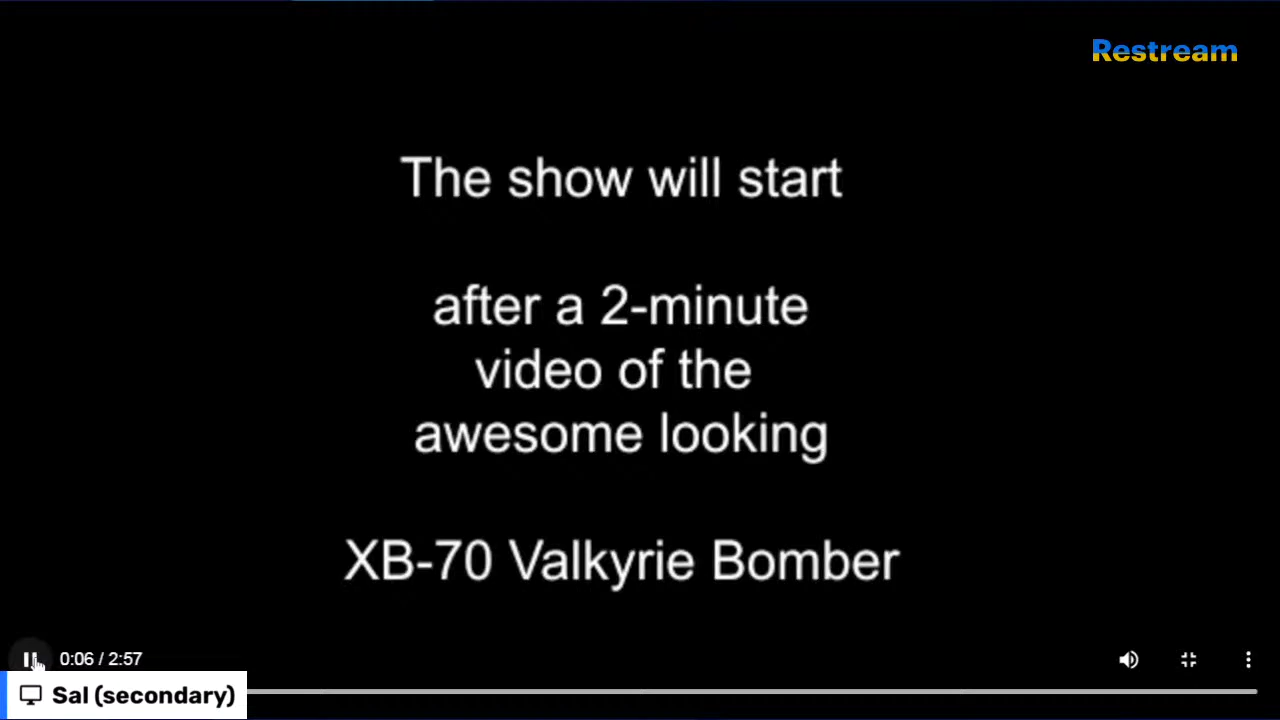 Restream
The show will start
after a 2-minute
video of the
awesome looking
XB-70 Valkyrie Bomber
0:06 / 2:57
Sal (secondary)